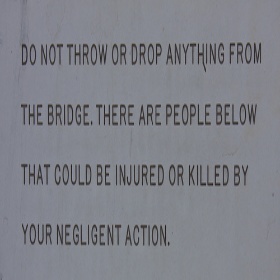 DO NOT THROW OR DROP ANYTHING FROM
THE BRIDGE. THERE ARE PEOPLE BELOW
THAT COULD BE INJURED OR KILLED BY
YOUR NEGLIGENT ACTION.